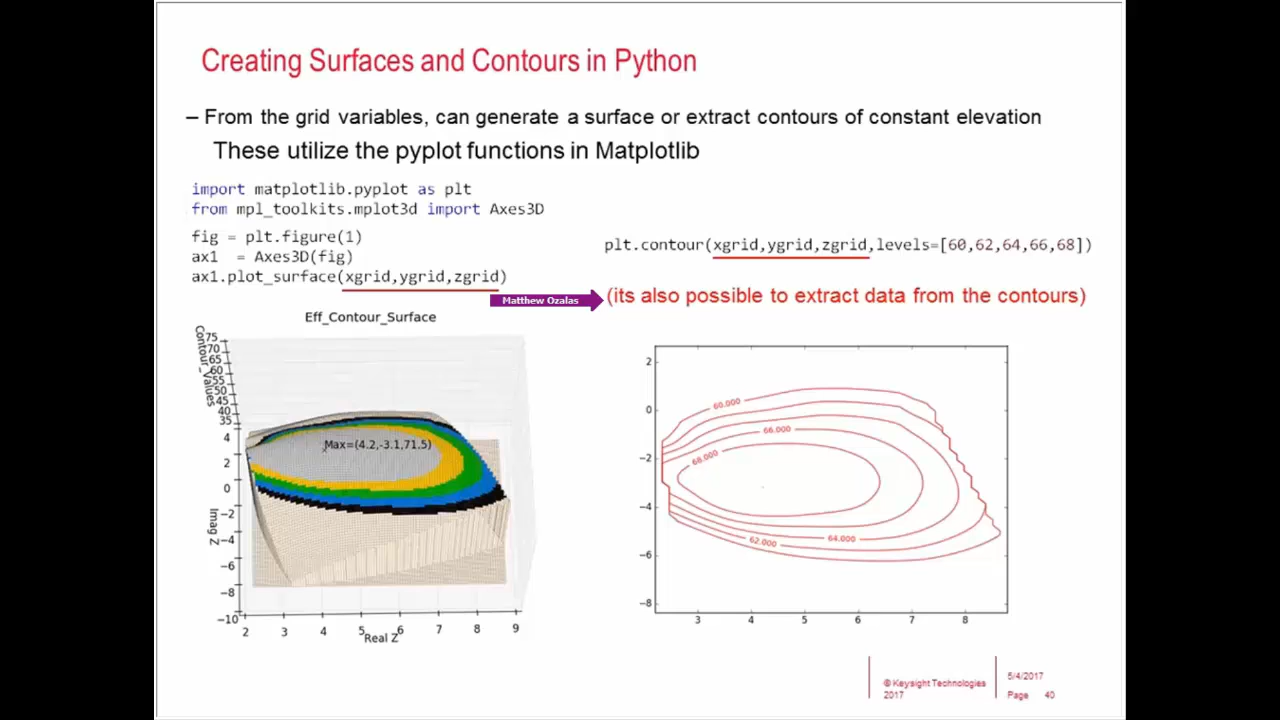 Creating Surfaces and Contours in Python
– From the grid variables, can generate a surface or extract contours of constant elevation
These utilize the pyplot functions in Matplotlib
import matplotlib.pyplot as plt
from mpl_toolkits.mplot3d import Axes3D
fig = plt.figure(1)
ax1 = Axes3D(fig)
ax1.plot_surface(xgrid,ygrid,zgrid)
plt.contour(xgrid,ygrid,zgrid,levels=[60,62,64,66,68])
Matthew Ozalas
(its also possible to extract data from the contours)
Eff_Contour_Surface
Contour_Values
75
70
65
60
55
50
45
40
35
Max=(4.2,-3.1,71.5)
4
2
0
−2
−4
−6
−8
−10
Imag Z
2 3 4 5 6 7 8 9
Real Z
2
0
−2
−4
−6
−8
60.000
66.000
68.000
62.000
64.000
3 4 5 6 7 8
© Keysight Technologies
2017
5/4/2017
Page 40